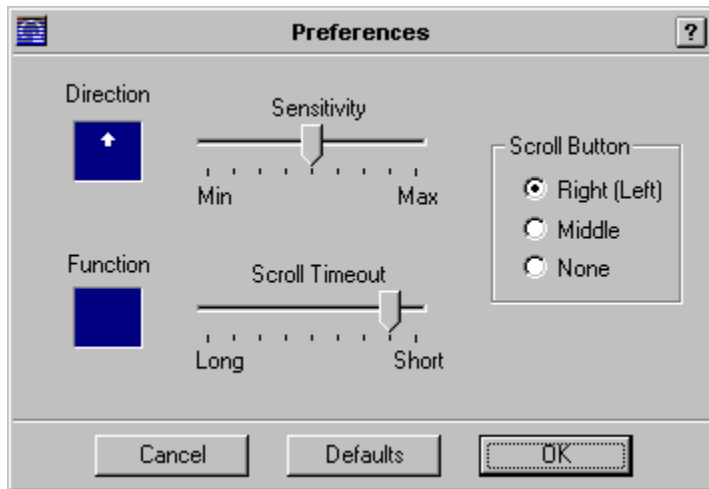 Preferences
?
Direction
Sensitivity
Min Max
Scroll Button
Right (Left)
Middle
None
Function
Scroll Timeout
Long Short
Cancel Defaults OK